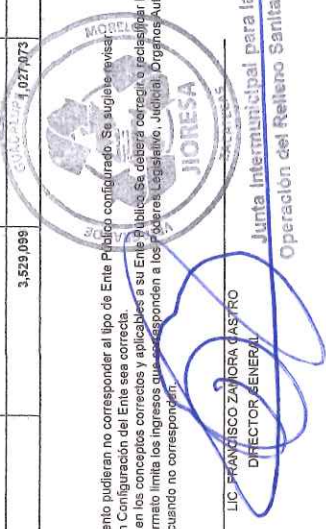 3,529,099 1,027,073
ento pudieran no corresponder al tipo de Ente Público configurado. Se sugiere revisar
n Configuración del Ente sea correcta.
en los conceptos correctos y aplicables a su Ente Público. Se deberá corregir o reclasificar
rmato limita los ingresos que corresponden a los Poderes Legislativo, Judicial, Órganos Aut
cuando no correspondan.
JIORESA
LIC. FRANCISCO ZAMORA CASTRO
DIRECTOR GENERAL
Junta Intermunicipal para la
Operación del Relleno Sanita